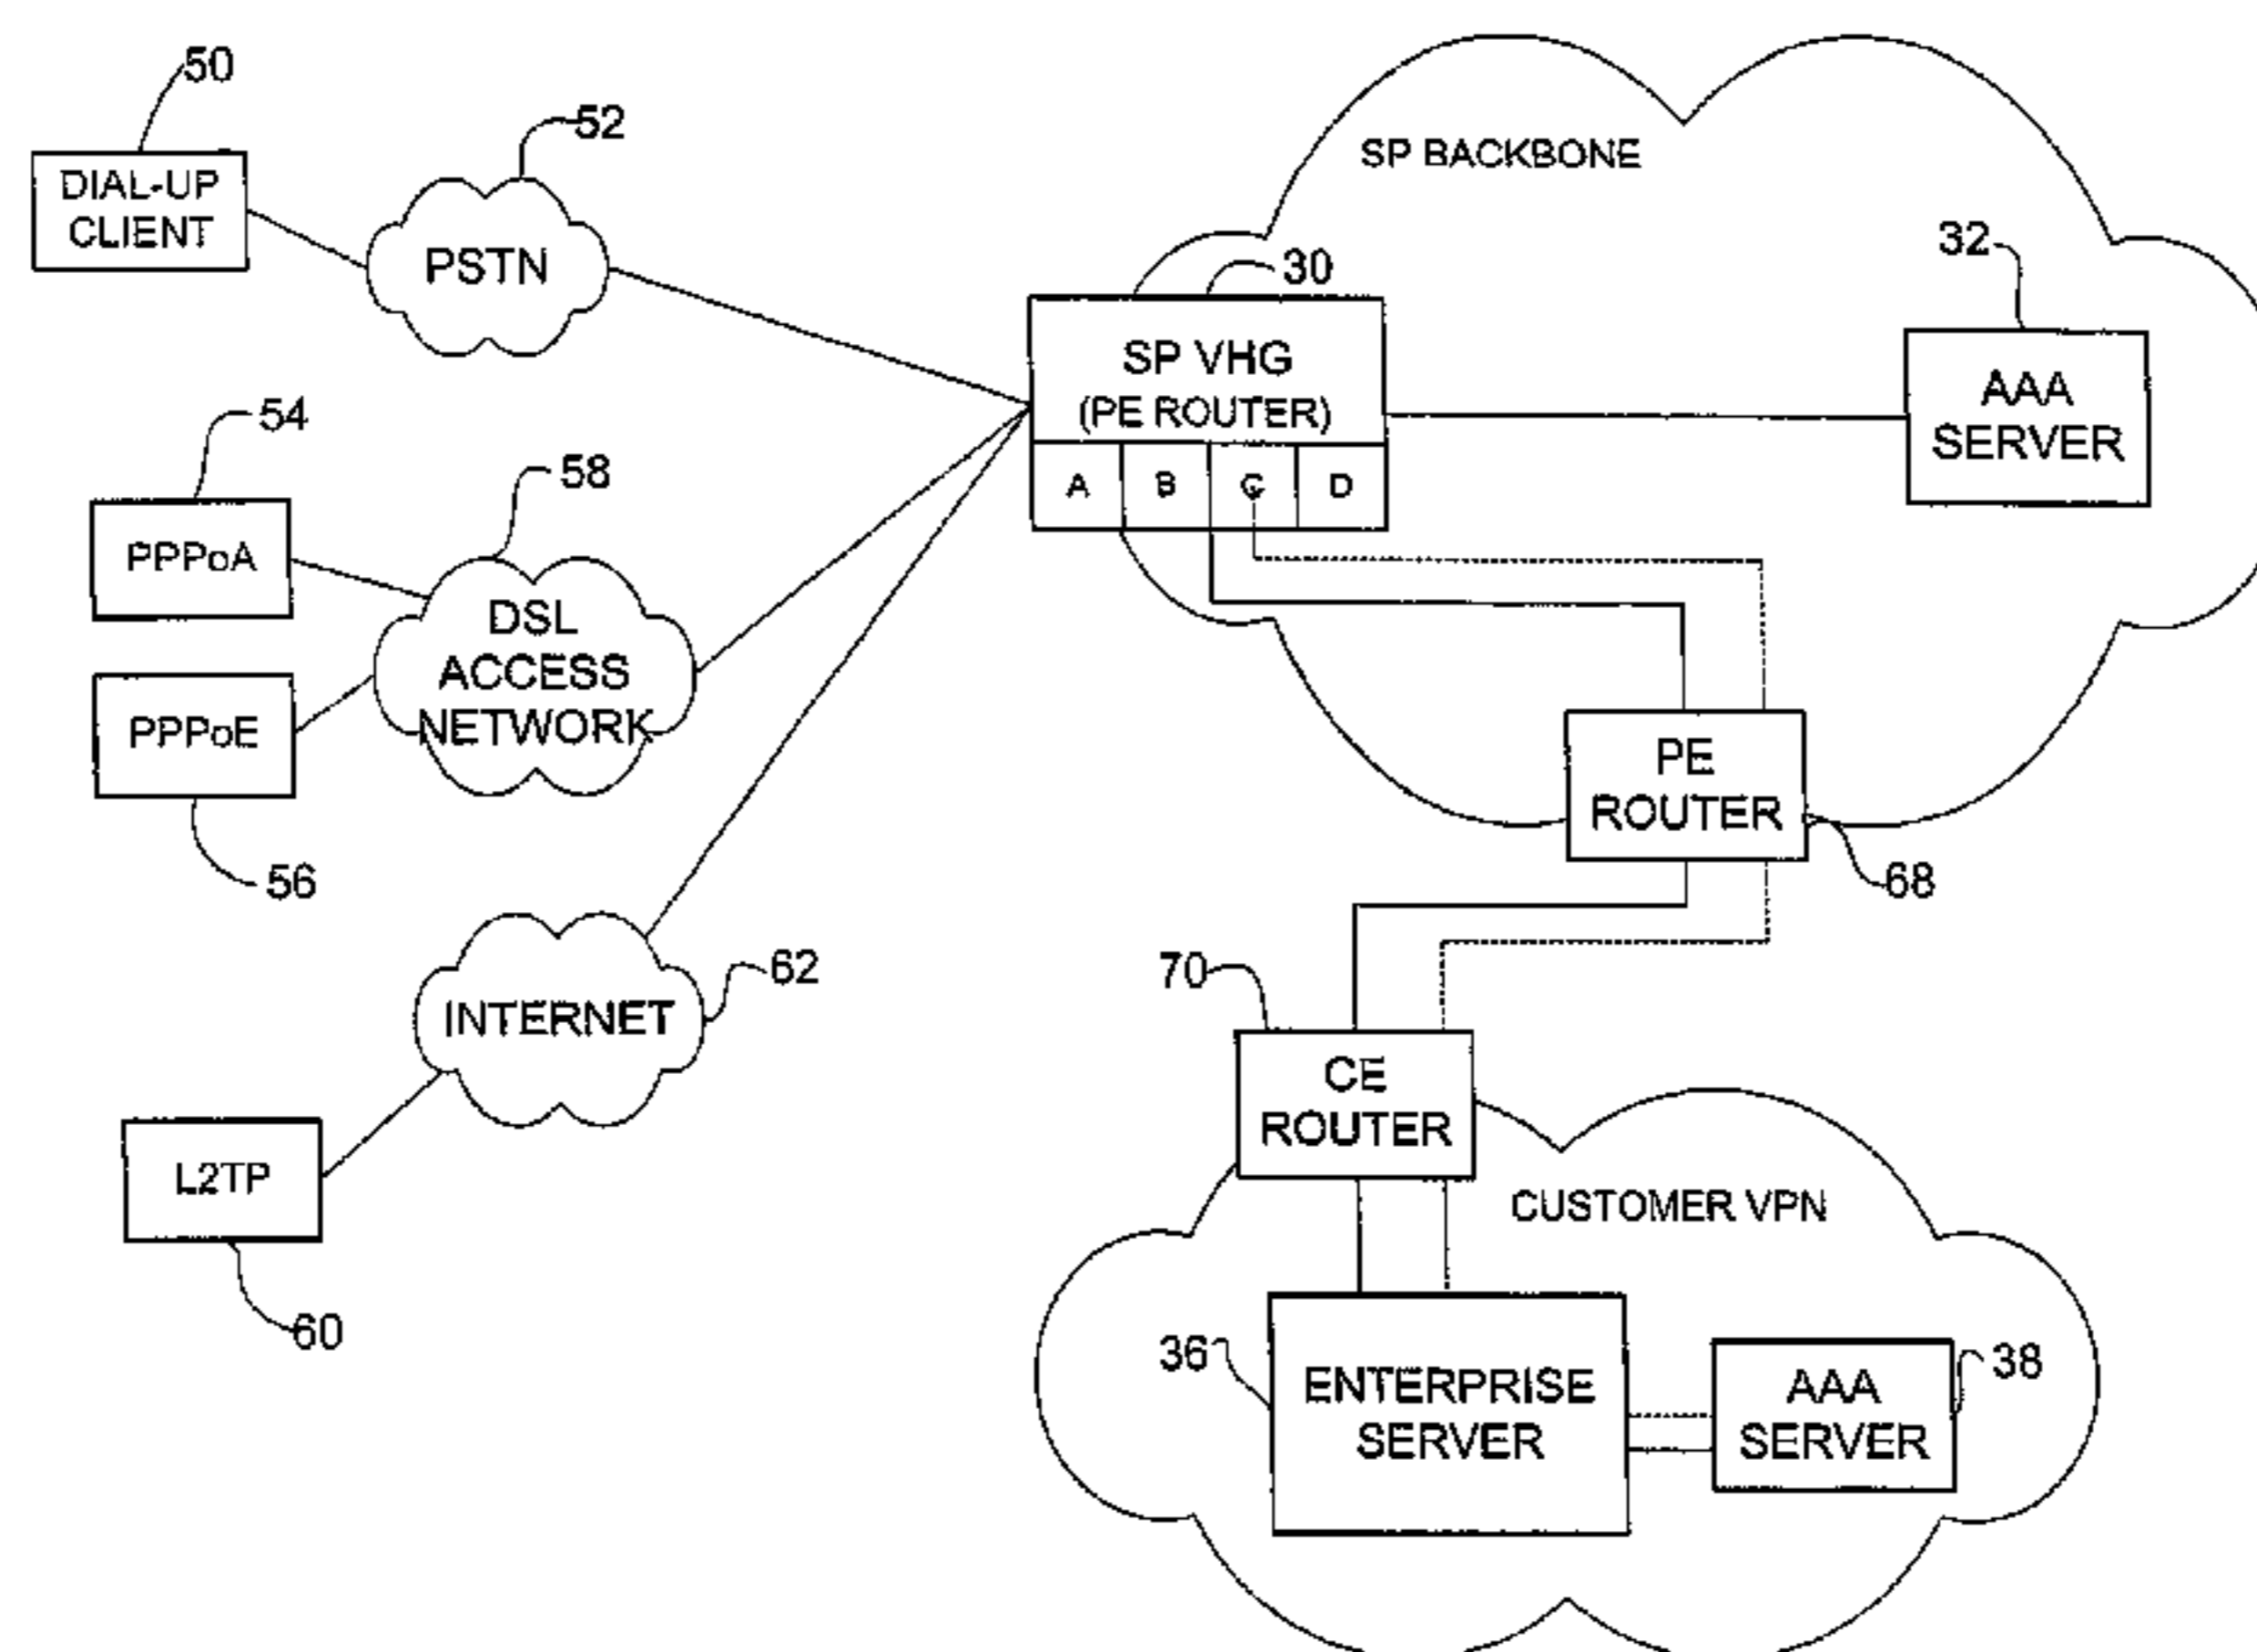 50
DIAL-UP
CLIENT
52
PSTN
SP BACKBONE
30
32
SP VHG
(PE ROUTER)
A B C D
AAA
SERVER
54
PPPoA
58
DSL
ACCESS
NETWORK
PPPoE
56
PE
ROUTER
68
62
INTERNET
70
CE
ROUTER
L2TP
60
CUSTOMER VPN
36
ENTERPRISE
SERVER
AAA
SERVER
38